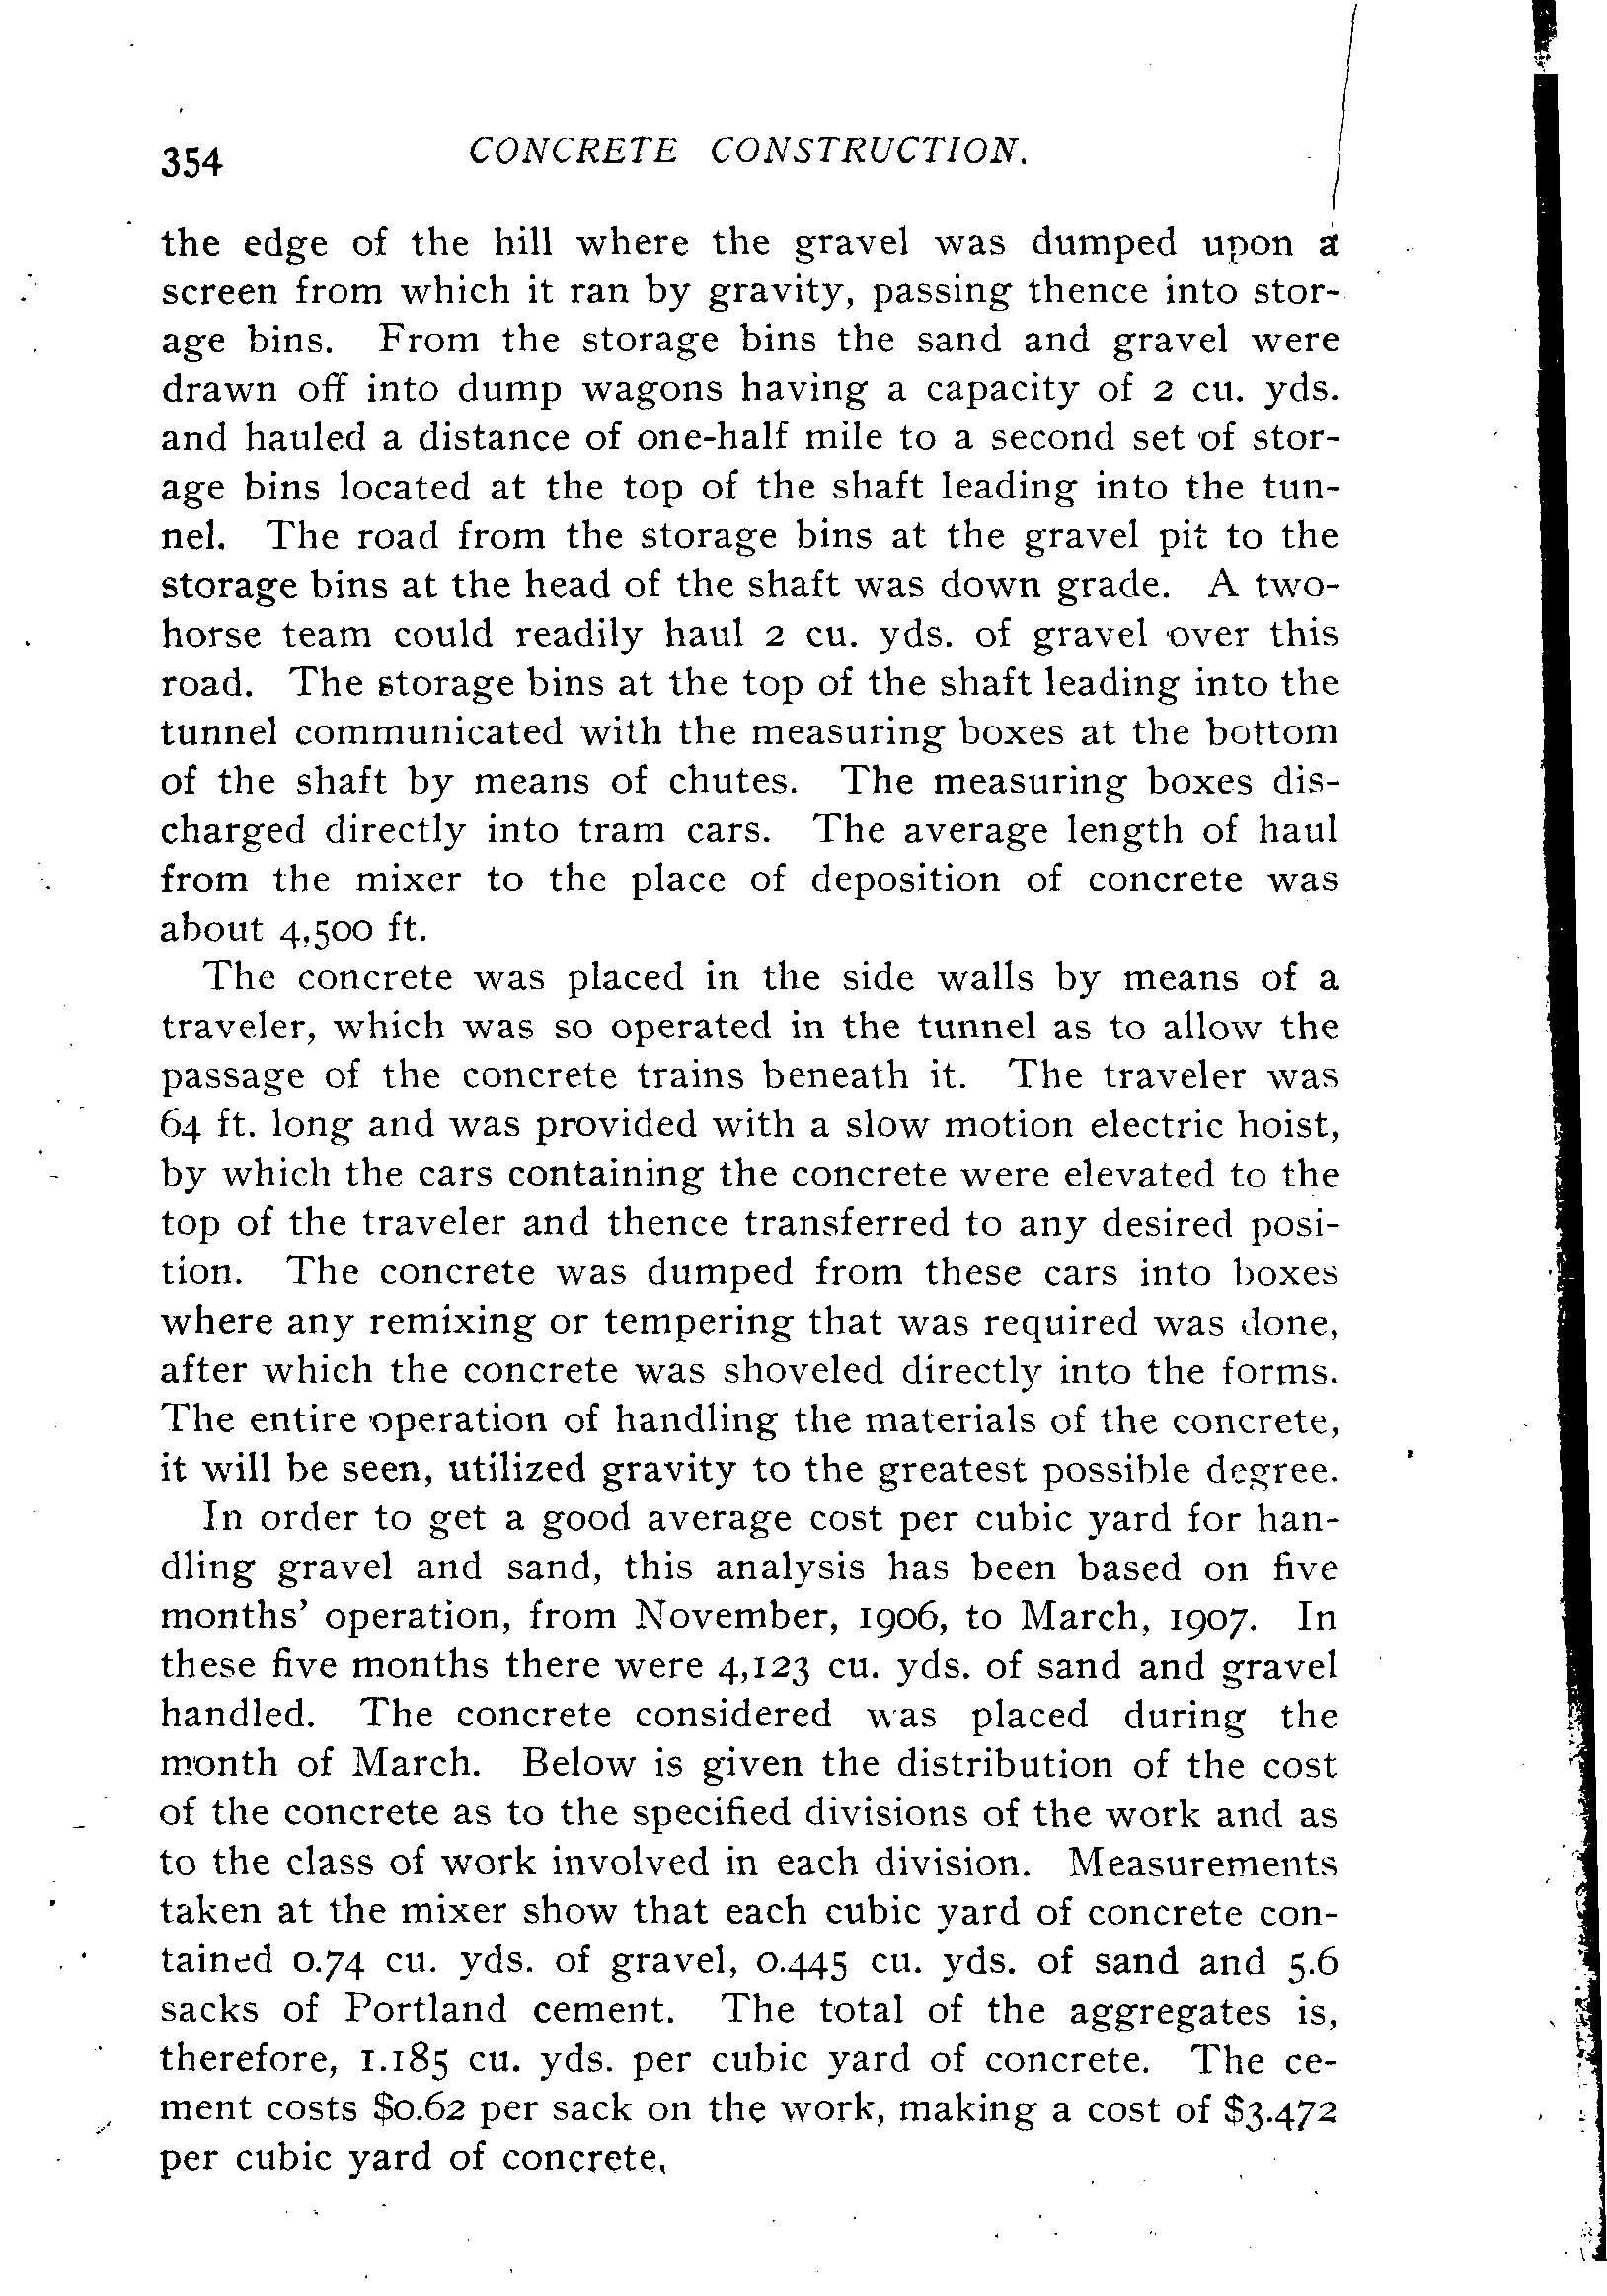 354 CONCRETE CONSTRUCTION.
the edge of the hill where the gravel was dumped upon a
screen from which it ran by gravity, passing thence into stor-
age bins. From the storage bins the sand and gravel were
drawn off into dump wagons having a capacity of 2 cu. yds.
and hauled a distance of one-half mile to a second set of stor-
age bins located at the top of the shaft leading into the tun-
nel. The road from the storage bins at the gravel pit to the
storage bins at the head of the shaft was down grade. A two-
horse team could readily haul 2 cu. yds. of gravel over this
road. The storage bins at the top of the shaft leading into the
tunnel communicated with the measuring boxes at the bottom
of the shaft by means of chutes. The measuring boxes dis-
charged directly into tram cars. The average length of haul
from the mixer to the place of deposition of concrete was
about 4,500 ft.
The concrete was placed in the side walls by means of a
traveler, which was so operated in the tunnel as to allow the
passage of the concrete trains beneath it. The traveler was
64 ft. long and was provided with a slow motion electric hoist,
by which the cars containing the concrete were elevated to the
top of the traveler and thence transferred to any desired posi-
tion. The concrete was dumped from these cars into boxes
where any remixing or tempering that was required was done,
after which the concrete was shoveled directly into the forms.
The entire operation of handling the materials of the concrete,
it will be seen, utilized gravity to the greatest possible degree.
In order to get a good average cost per cubic yard for han-
dling gravel and sand, this analysis has been based on five
months' operation, from November, 1906, to March, 1907. In
these five months there were 4,123 cu. yds. of sand and gravel
handled. The concrete considered was placed during the
month of March. Below is given the distribution of the cost
of the concrete as to the specified divisions of the work and as
to the class of work involved in each division. Measurements
taken at the mixer show that each cubic yard of concrete con-
tained 0.74 cu. yds. of gravel, 0.445 cu. yds. of sand and 5.6
sacks of Portland cement. The total of the aggregates is,
therefore, 1.185 cu. yds. per cubic yard of concrete. The ce-
ment costs $0.62 per sack on the work, making a cost of $3.472
per cubic yard of concrete.